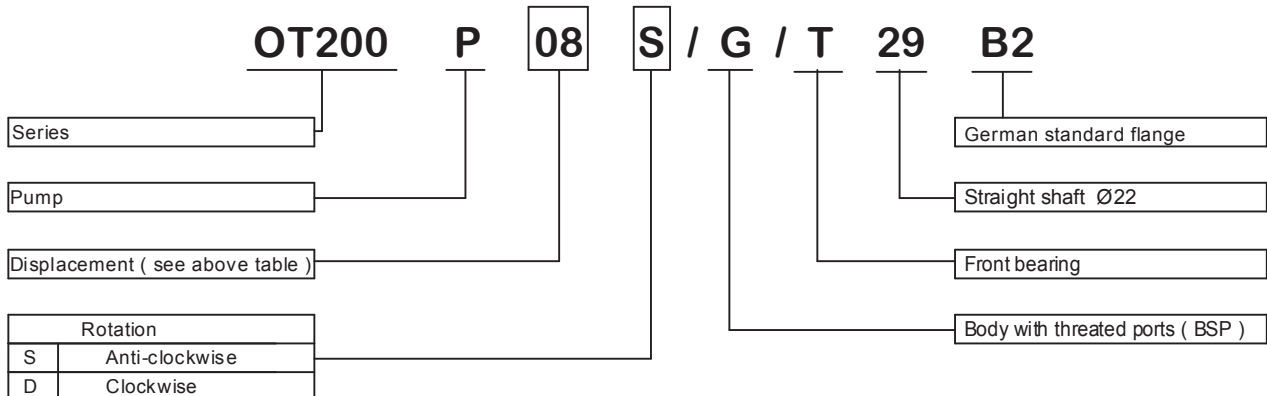 OT200 P 08 S / G / T 29 B2
Series
German standard flange
Pump
Straight shaft Ø22
Displacement ( see above table )
Front bearing
Rotation
Body with threated ports ( BSP )
S Anti-clockwise
D Clockwise